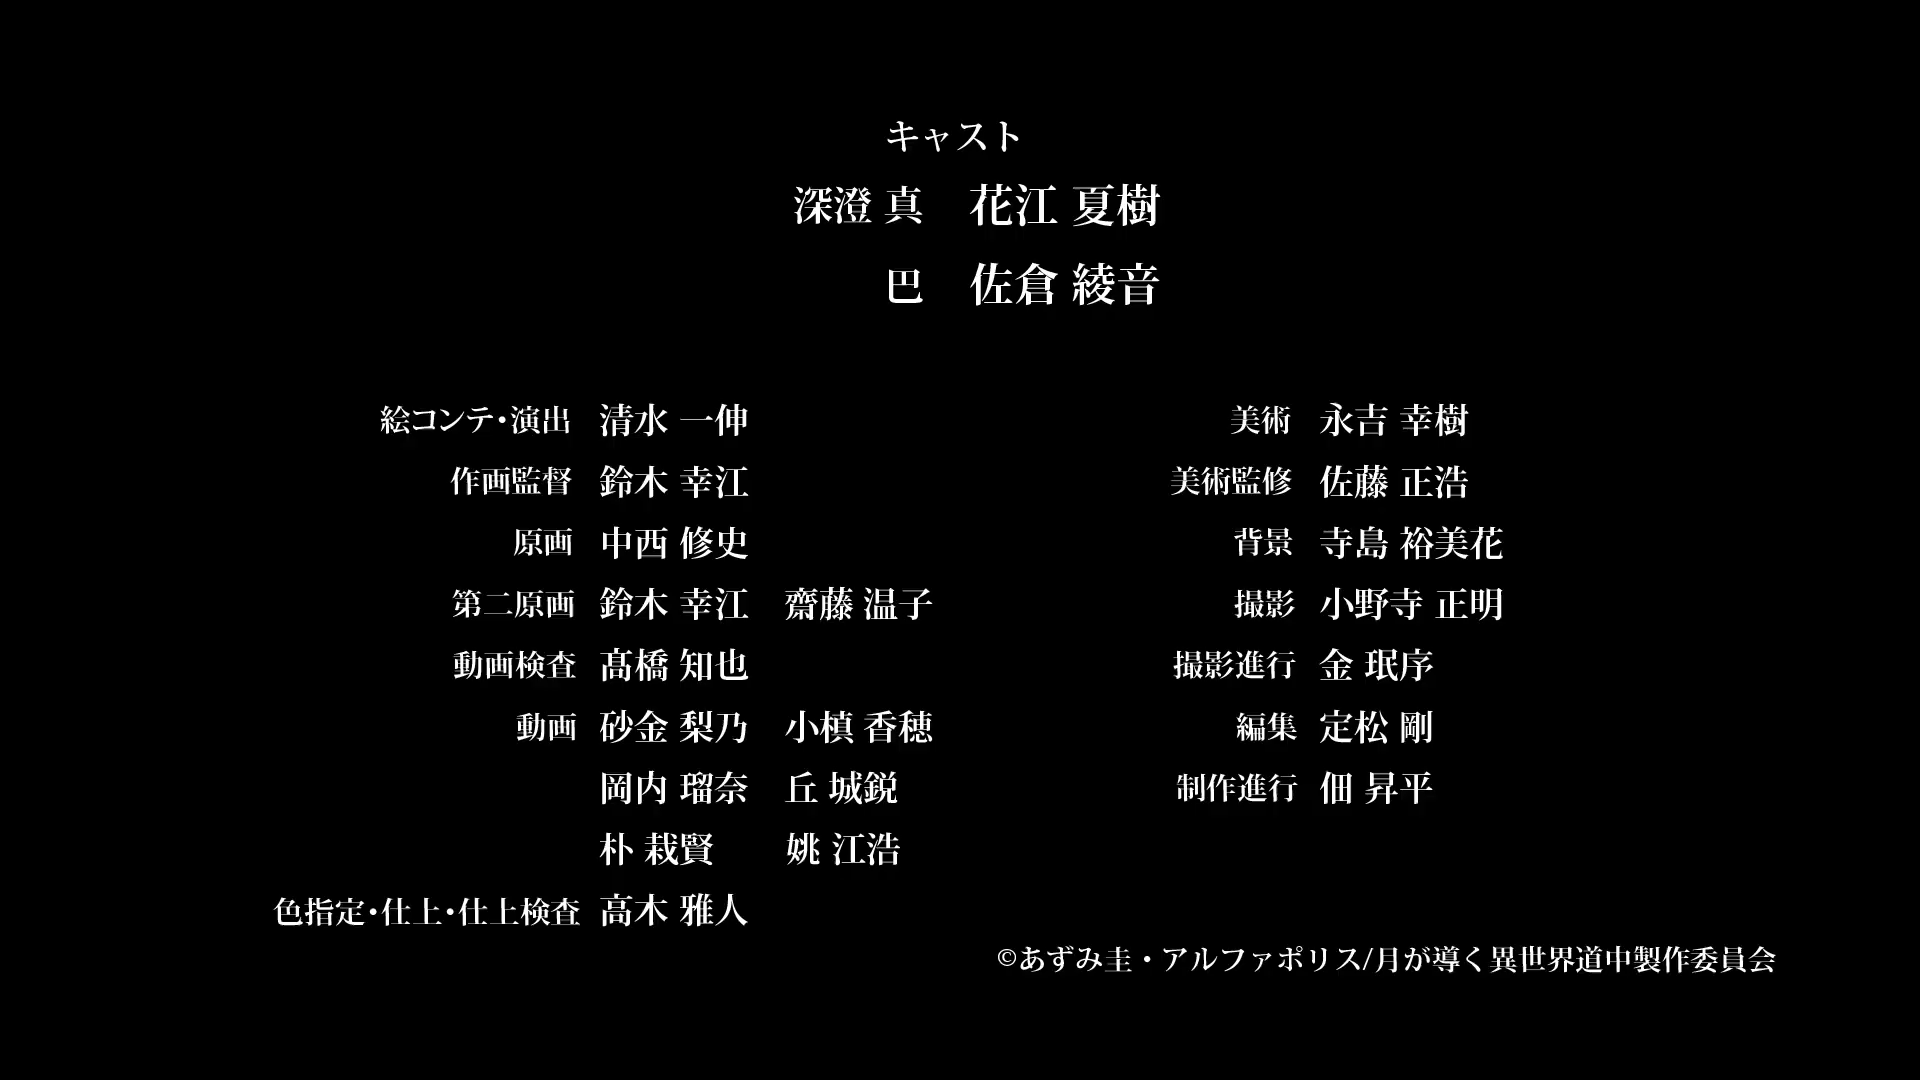 キャスト
深澄 真　花江 夏樹
巴　佐倉 綾音
絵コンテ・演出 清水 一伸
作画監督 鈴木 幸江
原画 中西 修史
第二原画 鈴木 幸江　齋藤 温子
動画検査 髙橋 知也
動画 砂金 梨乃　小槙 香穂
岡内 瑠奈　丘 城鋭
朴 栽賢　姚 江浩
色指定・仕上・仕上検査 高木 雅人
美術 永吉 幸樹
美術監修 佐藤 正浩
背景 寺島 裕美花
撮影 小野寺 正明
撮影進行 金 珉序
編集 定松 剛
制作進行 佃 昇平
©あずみ圭・アルファポリス/月が導く異世界道中製作委員会